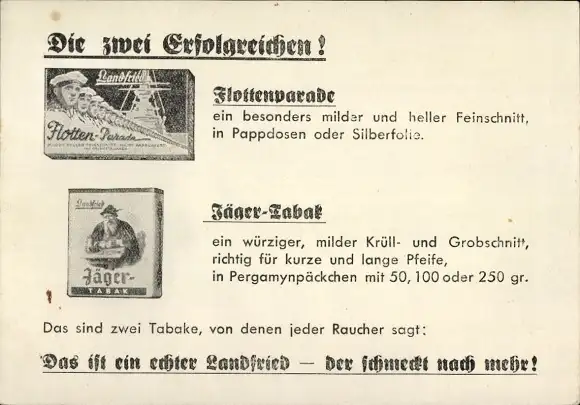 Die zwei Erfolgreichen!
Landfried
Flotten-Parade
Flottenparade
ein besonders milder und heller Feinschnitt,
in Pappdosen oder Silberfolie.
Landfried
Jäger-
TABAK
Jäger-Tabak
ein würziger, milder Krüll- und Grobschnitt,
richtig für kurze und lange Pfeife,
in Pergamynpäckchen mit 50, 100 oder 250 gr.
Das sind zwei Tabake, von denen jeder Raucher sagt:
Das ist ein echter Landfried — der schmeckt nach mehr!